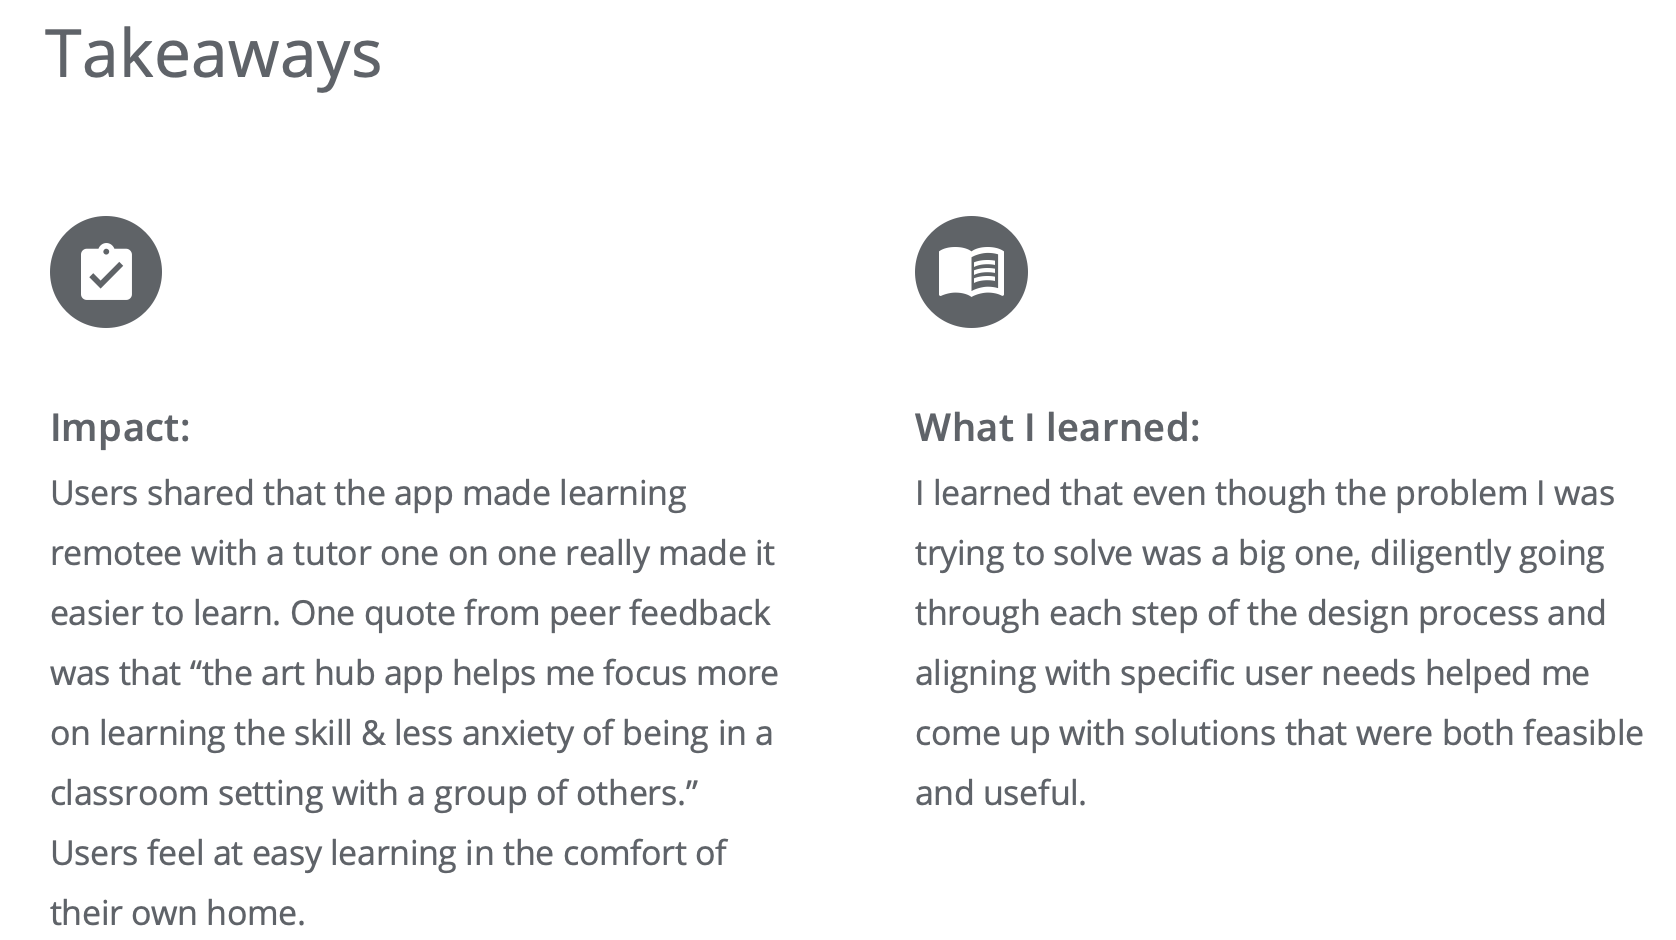 Takeaways
Impact:
Users shared that the app made learning
remotee with a tutor one on one really made it
easier to learn. One quote from peer feedback
was that “the art hub app helps me focus more
on learning the skill & less anxiety of being in a
classroom setting with a group of others.”
Users feel at easy learning in the comfort of
their own home.
What I learned:
I learned that even though the problem I was
trying to solve was a big one, diligently going
through each step of the design process and
aligning with specific user needs helped me
come up with solutions that were both feasible
and useful.